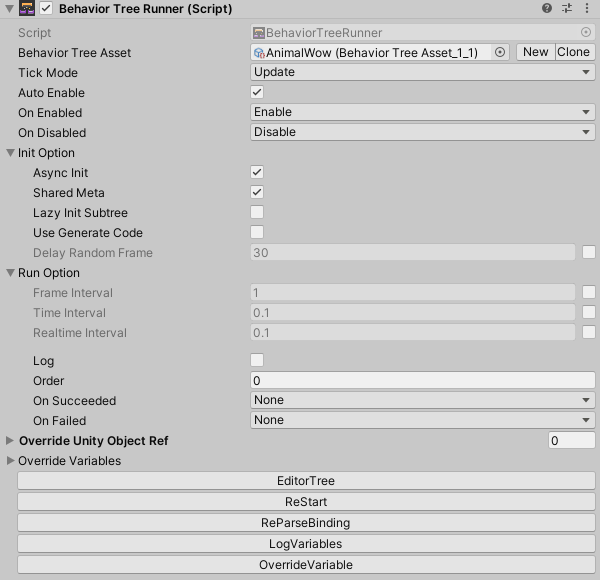 Behavior Tree Runner (Script)
Script BehaviorTreeRunner
Behavior Tree Asset AnimalWow (Behavior Tree Asset_1_1) New Clone
Tick Mode Update
Auto Enable
On Enabled Enable
On Disabled Disable
Init Option
Async Init
Shared Meta
Lazy Init Subtree
Use Generate Code
Delay Random Frame 30
Run Option
Frame Interval 1
Time Interval 0.1
Realtime Interval 0.1
Log
Order 0
On Succeeded None
On Failed None
Override Unity Object Ref 0
Override Variables
EditorTree
ReStart
ReParseBinding
LogVariables
OverrideVariable